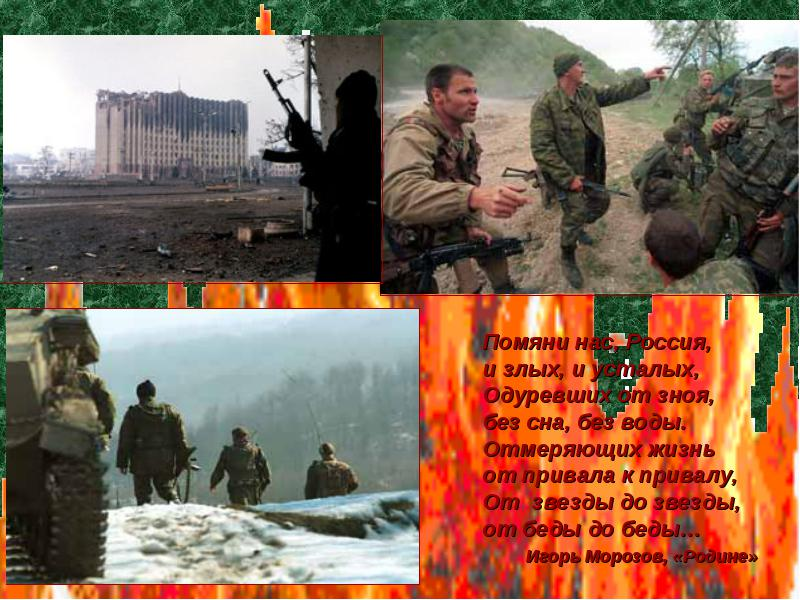 Помяни нас, Россия,
и злых, и усталых,
Одуревших от зноя,
без сна, без воды.
Отмеряющих жизнь
от привала к привалу,
От звезды до звезды,
от беды до беды…
Игорь Морозов, «Родине»